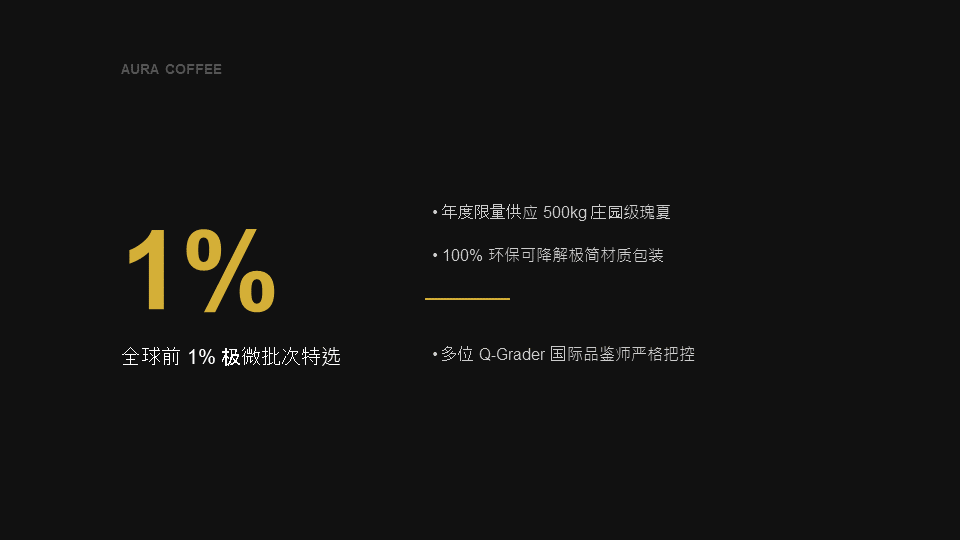 AURA COFFEE
1%
全球前 1% 极微批次特选
• 年度限量供应 500kg 庄园级瑰夏
• 100% 环保可降解极简材质包装
• 多位 Q-Grader 国际品鉴师严格把控